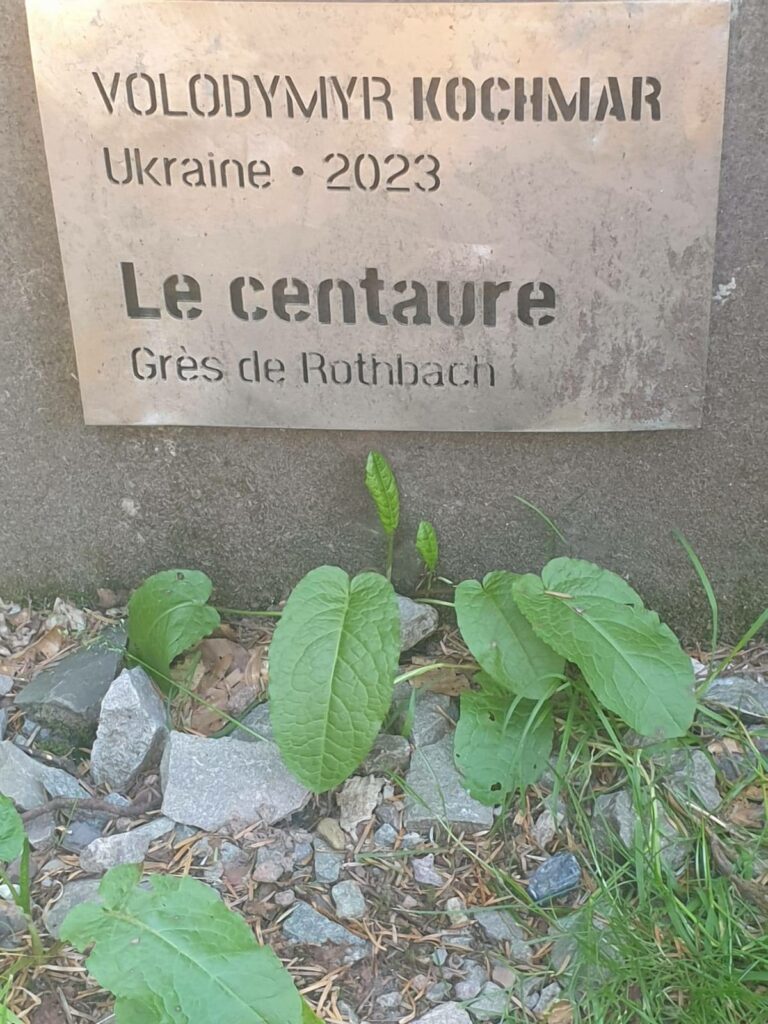 VOLODYMYR KOCHMAR
Ukraine • 2023
Le centaure
Grès de Rothbach